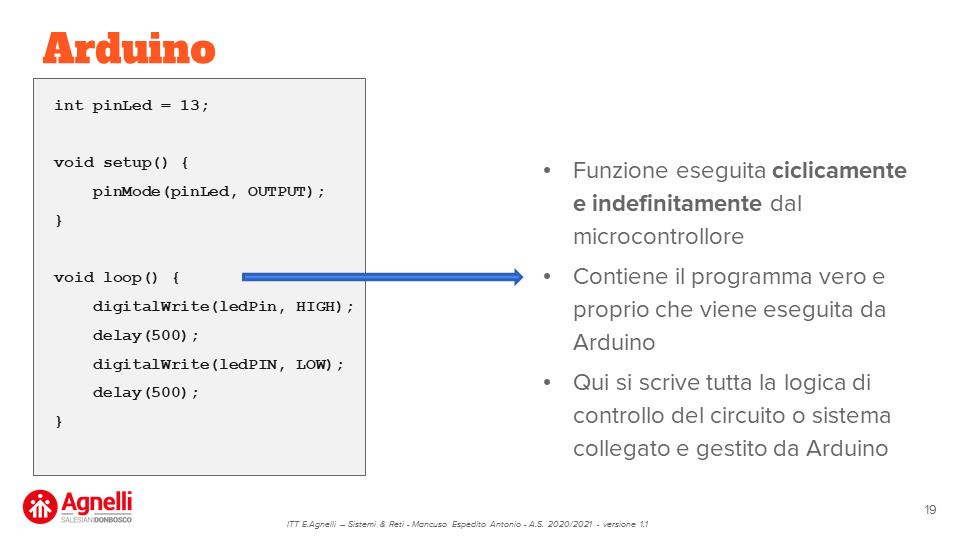 Arduino
int pinLed = 13;
void setup() {
pinMode(pinLed, OUTPUT);
}
void loop() {
digitalWrite(ledPin, HIGH);
delay(500);
digitalWrite(ledPIN, LOW);
delay(500);
}
• Funzione eseguita ciclicamente
e indefinitamente dal
microcontrollore
• Contiene il programma vero e
proprio che viene eseguita da
Arduino
• Qui si scrive tutta la logica di
controllo del circuito o sistema
collegato e gestito da Arduino
Agnelli
SALESIANIDONBOSCO
ITT E.Agnelli – Sistemi & Reti - Mancuso Espedito Antonio - A.S. 2020/2021 - versione 1.1
19